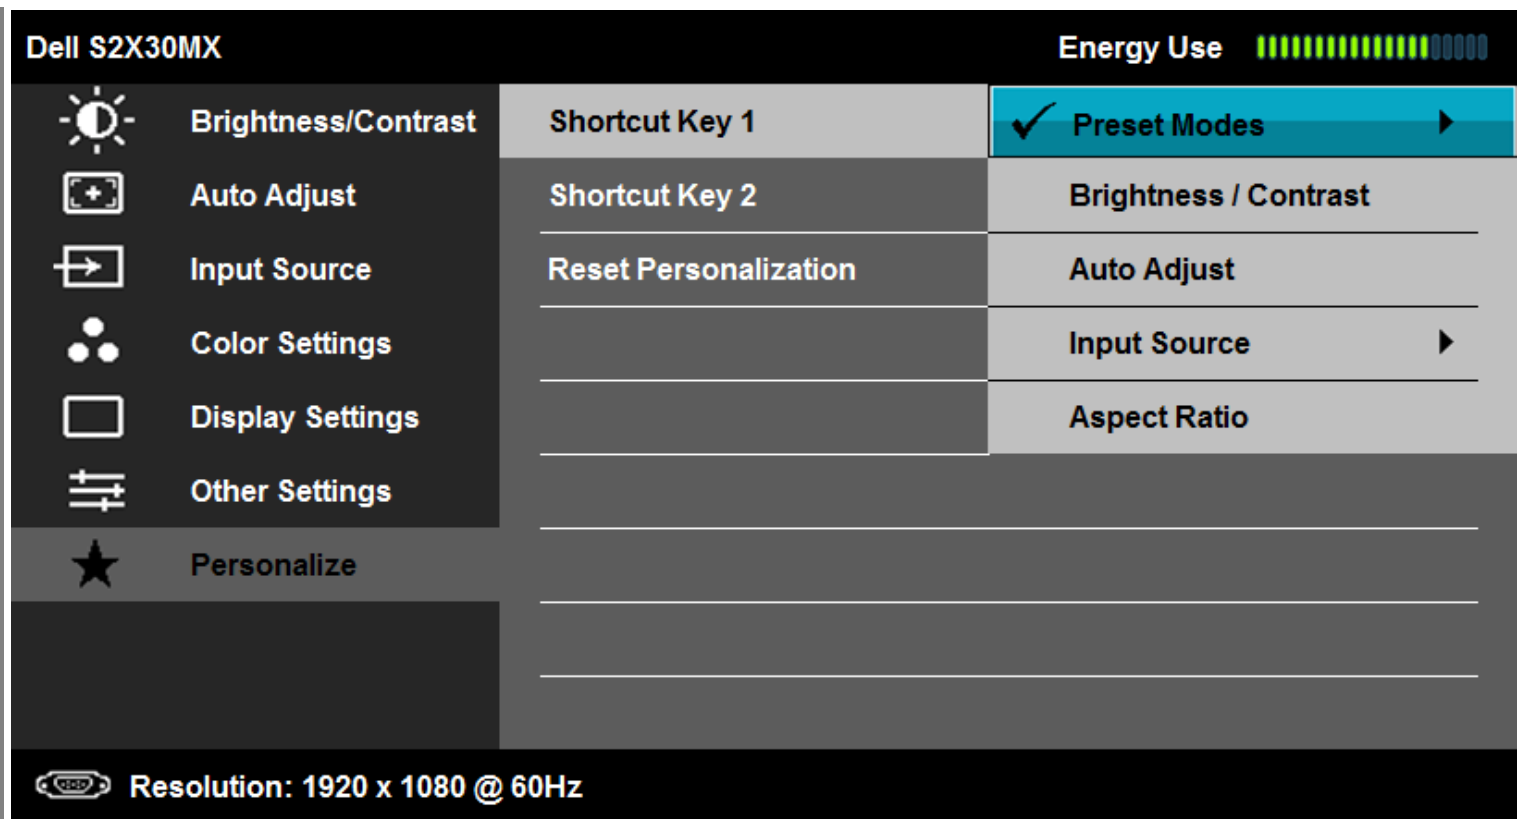 Dell S2X30MX
Energy Use
Brightness/Contrast
Auto Adjust
Input Source
Color Settings
Display Settings
Other Settings
Personalize
Shortcut Key 1
Shortcut Key 2
Reset Personalization
Preset Modes
Brightness / Contrast
Auto Adjust
Input Source
Aspect Ratio
Resolution: 1920 x 1080 @ 60Hz